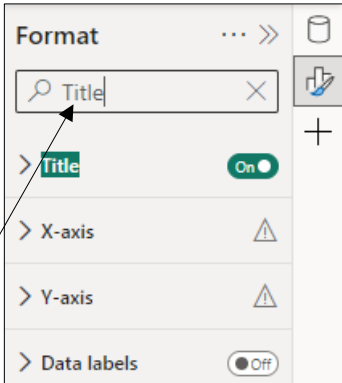 Format
Title
Title On
X-axis
Y-axis
Data labels Off